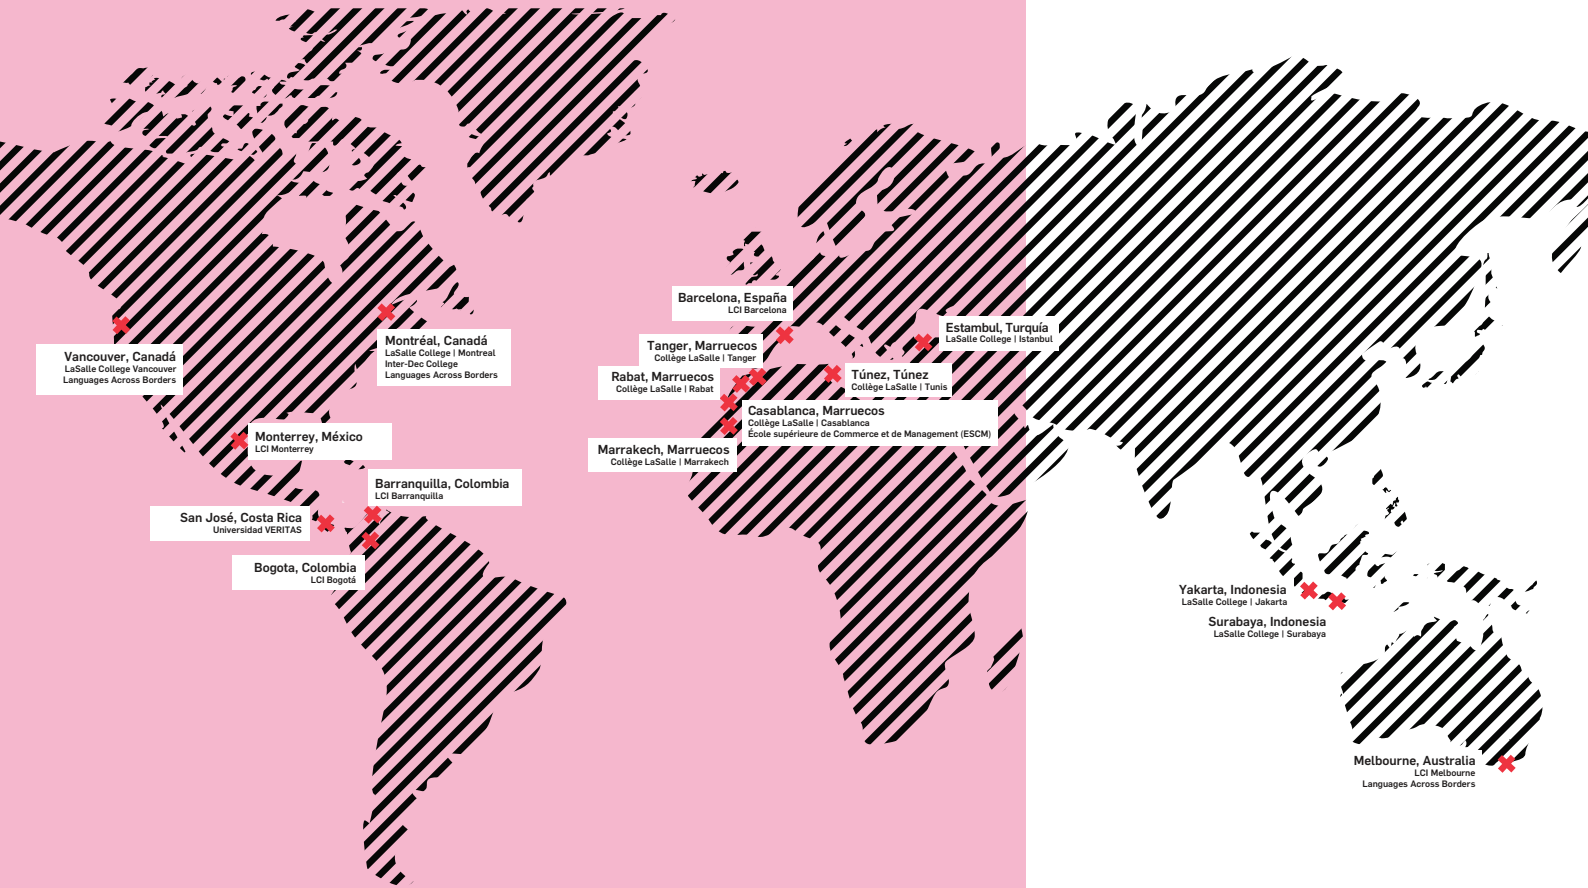 Vancouver, Canadá
LaSalle College Vancouver
Languages Across Borders
Montréal, Canadá
LaSalle College | Montreal
Inter-Dec College
Languages Across Borders
Monterrey, México
LCI Monterrey
Barranquilla, Colombia
LCI Barranquilla
San José, Costa Rica
Universidad VERITAS
Bogota, Colombia
LCI Bogotá
Barcelona, España
LCI Barcelona
Tanger, Marruecos
Collège LaSalle | Tanger
Rabat, Marruecos
Collège LaSalle | Rabat
Estambul, Turquía
LaSalle College | Istanbul
Túnez, Túnez
Collège LaSalle | Tunis
Casablanca, Marruecos
Collège LaSalle | Casablanca
École supérieure de Commerce et de Management (ESCM)
Marrakech, Marruecos
Collège LaSalle | Marrakech
Yakarta, Indonesia
LaSalle College | Jakarta
Surabaya, Indonesia
LaSalle College | Surabaya
Melbourne, Australia
LCI Melbourne
Languages Across Borders